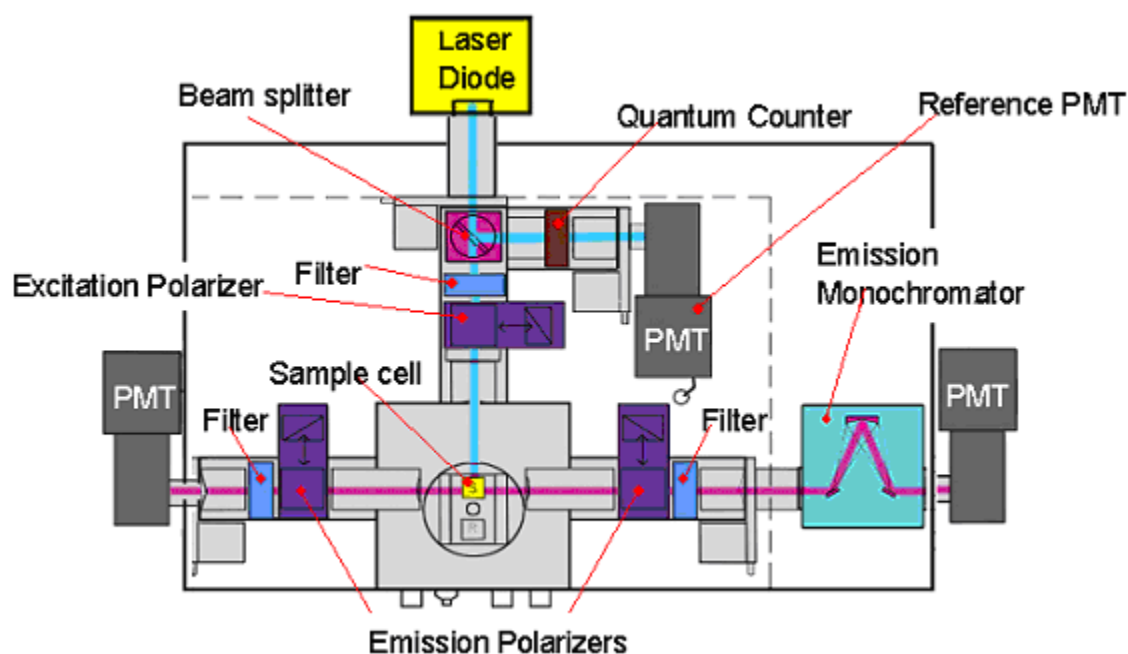 Laser
Diode
Beam splitter
Quantum Counter
Reference PMT
Filter
Excitation Polarizer
Emission
Monochromator
PMT
Sample cell
PMT
PMT
Filter
Filter
S
R
Emission Polarizers